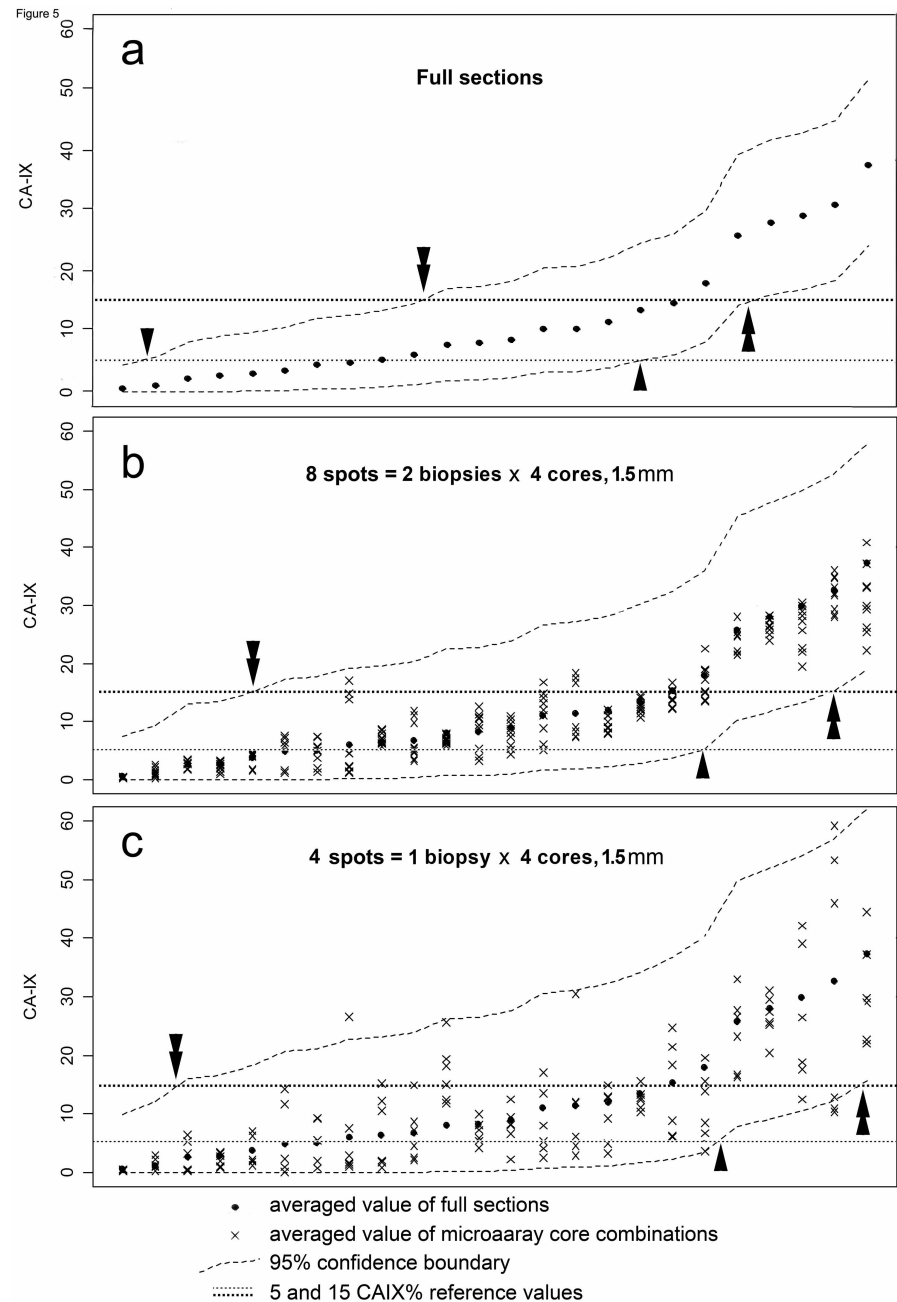 Figure 5
a
Full sections
CA-IX
60
50
40
30
20
10
0
b
8 spots = 2 biopsies x 4 cores, 1.5mm
CA-IX
60
50
40
30
20
10
0
c
4 spots = 1 biopsy x 4 cores, 1.5mm
CA-IX
60
50
40
30
20
10
0
averaged value of full sections
averaged value of microaaray core combinations
95% confidence boundary
5 and 15 CAIX% reference values